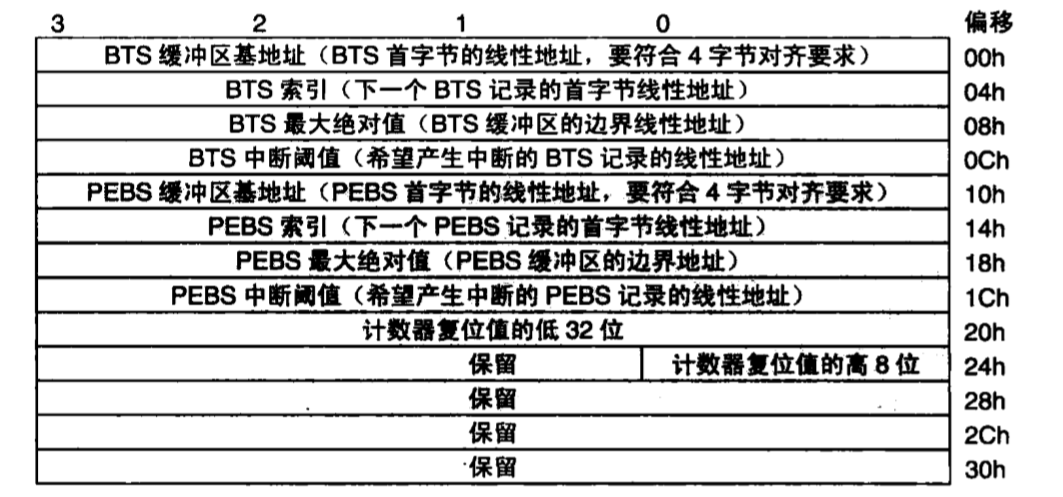 3 2 1 0 偏移
BTS 缓冲区基地址（BTS 首字节的线性地址，要符合 4 字节对齐要求） 00h
BTS 索引（下一个 BTS 记录的首字节线性地址） 04h
BTS 最大绝对值（BTS 缓冲区的边界线性地址） 08h
BTS 中断阈值（希望产生中断的 BTS 记录的线性地址） 0Ch
PEBS 缓冲区基地址（PEBS 首字节的线性地址，要符合 4 字节对齐要求） 10h
PEBS 索引（下一个 PEBS 记录的首字节线性地址） 14h
PEBS 最大绝对值（PEBS 缓冲区的边界地址） 18h
PEBS 中断阈值（希望产生中断的 PEBS 记录的线性地址） 1Ch
计数器复位值的低 32 位 20h
保留 计数器复位值的高 8 位 24h
保留 28h
保留 2Ch
保留 30h